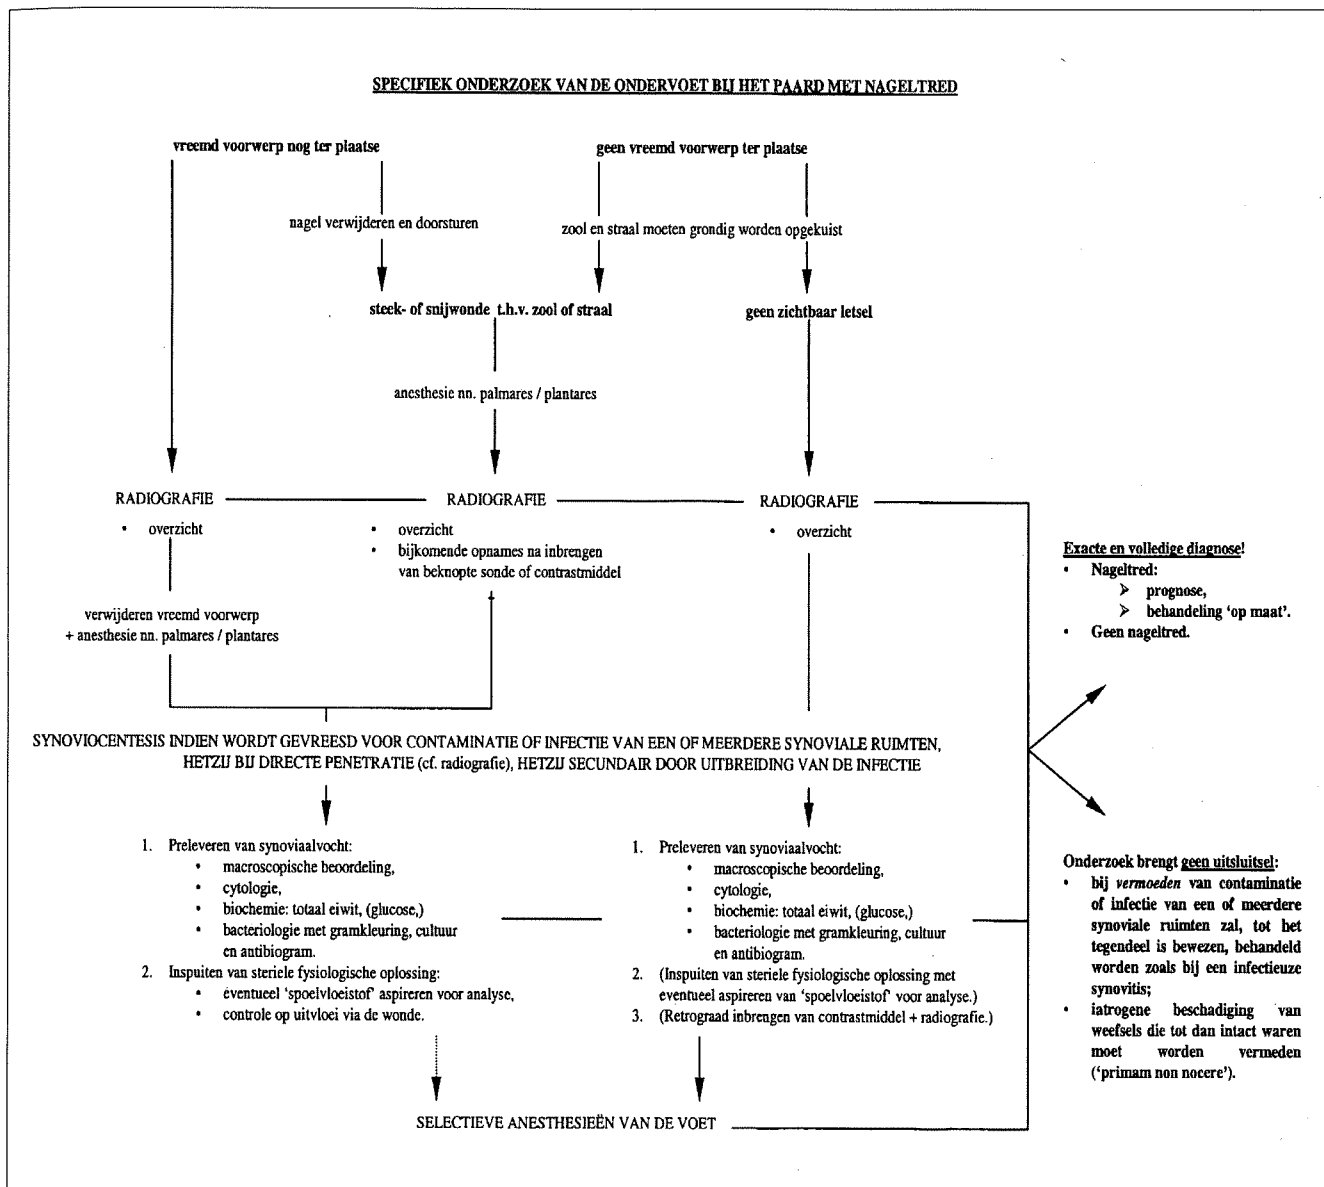 SPECIFIEK ONDERZOEK VAN DE ONDERVOET BIJ HET PAARD MET NAGELTRED
vreemd voorwerp nog ter plaatse
geen vreemd voorwerp ter plaatse
nagel verwijderen en doorsturen
zool en straal moeten grondig worden opgekuist
steek- of snijwonde t.h.v. zool of straal
geen zichtbaar letsel
anesthesie nn. palmares / plantares
RADIOGRAFIE
• overzicht
RADIOGRAFIE
• overzicht
• bijkomende opnames na inbrengen
van beknopte sonde of contrastmiddel
RADIOGRAFIE
• overzicht
verwijderen vreemd voorwerp
+ anesthesie nn. palmares / plantares
SYNOVIOCENTESIS INDIEN WORDT GEVREESD VOOR CONTAMINATIE OF INFECTIE VAN EEN OF MEERDERE SYNOVIALE RUIMTEN,
HETZIJ BIJ DIRECTE PENETRATIE (cf. radiografie), HETZIJ SECUNDAIR DOOR UITBREIDING VAN DE INFECTIE
1. Preleveren van synoviaalvocht:
• macroscopische beoordeling,
• cytologie,
• biochemie: totaal eiwit, (glucose,)
• bacteriologie met gramkleuring, cultuur
en antibiogram.
2. Inspuiten van steriele fysiologische oplossing:
• eventueel 'spoelvloeistof' aspireren voor analyse,
• controle op uitvloei via de wonde.
1. Preleveren van synoviaalvocht:
• macroscopische beoordeling,
• cytologie,
• biochemie: totaal eiwit, (glucose,)
• bacteriologie met gramkleuring, cultuur
en antibiogram.
2. (Inspuiten van steriele fysiologische oplossing met
eventueel aspireren van 'spoelvloeistof' voor analyse.)
3. (Retrograad inbrengen van contrastmiddel + radiografie.)
SELECTIEVE ANESTHESIEËN VAN DE VOET
Exacte en volledige diagnose!
• Nageltred:
➢ prognose,
➢ behandeling 'op maat'.
• Geen nageltred.
Onderzoek brengt geen uitsluitsel:
• bij vermoeden van contaminatie
of infectie van een of meerdere
synoviale ruimten zal, tot het
tegendeel is bewezen, behandeld
worden zoals bij een infectieuze
synovitis;
• iatrogene beschadiging van
weefsels die tot dan intact waren
moet worden vermeden
('primam non nocere').